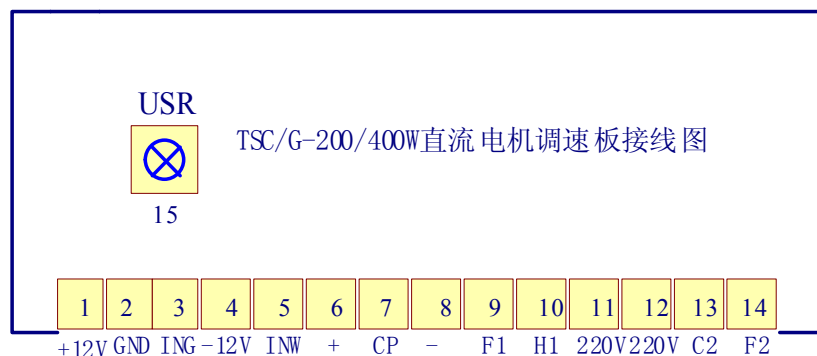 USR
TSC/G-200/400W直流电机调速板接线图
15
1 2 3 4 5 6 7 8 9 10 11 12 13 14
+12V GND ING -12V INW + CP - F1 H1 220V 220V C2 F2